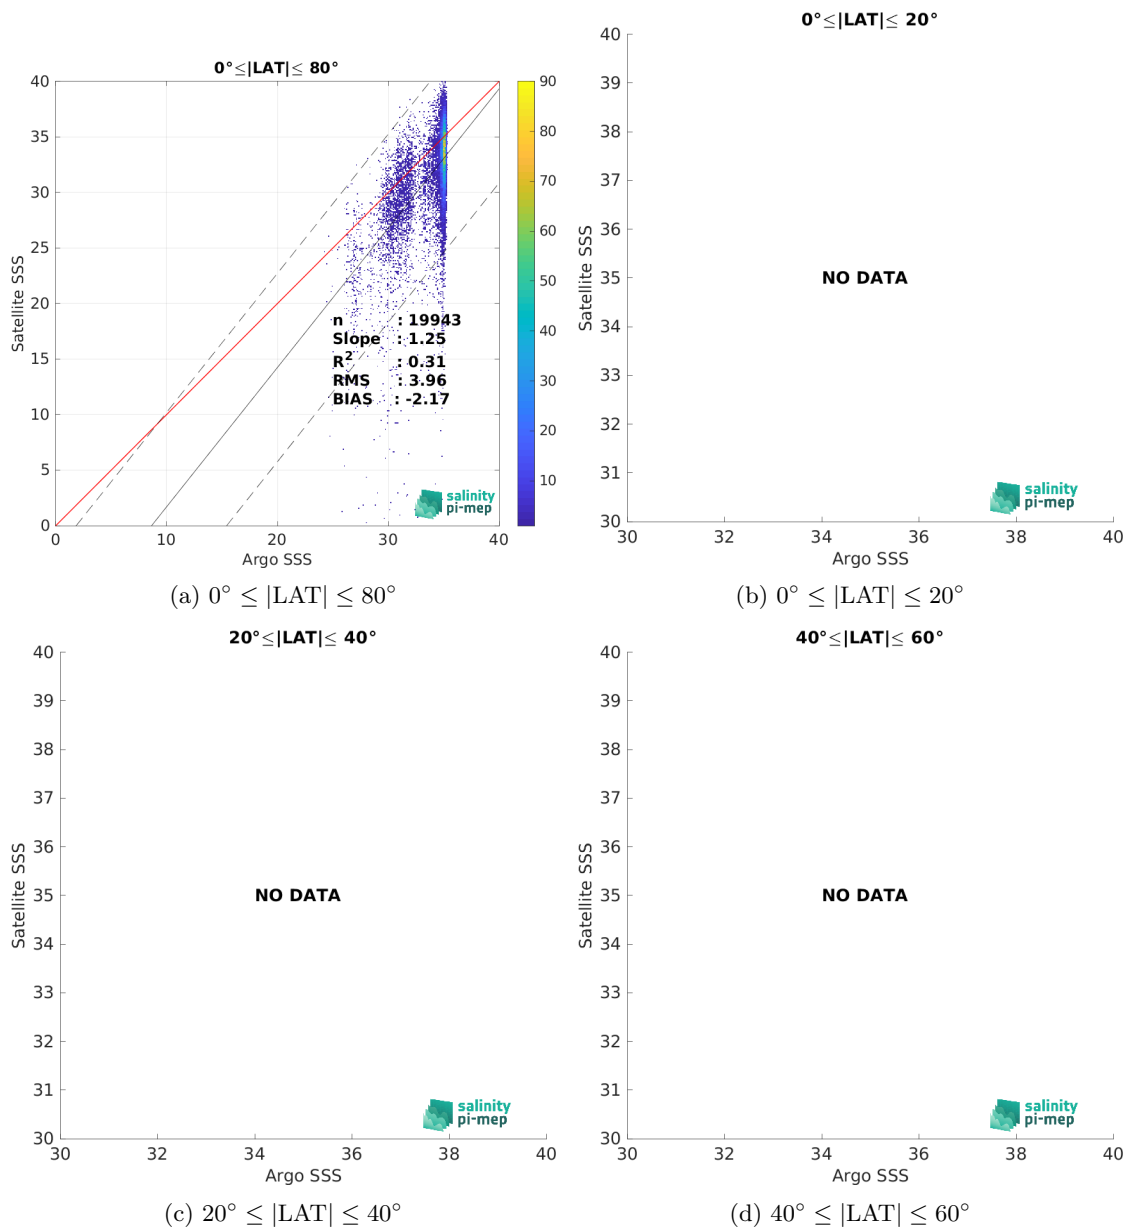 0°≤|LAT|≤ 80°
40
35
30
25
20
15
10
5
0
Satellite SSS
0
10
20
30
40
Argo SSS
90
80
70
60
50
40
30
20
10
n : 19943
Slope : 1.25
R² : 0.31
RMS : 3.96
BIAS : -2.17
salinity
pi-mep
(a) 0° ≤ |LAT| ≤ 80°
0°≤|LAT|≤ 20°
40
39
38
37
36
35
34
33
32
31
30
Satellite SSS
NO DATA
30
32
34
36
38
40
Argo SSS
salinity
pi-mep
(b) 0° ≤ |LAT| ≤ 20°
20°≤|LAT|≤ 40°
40
39
38
37
36
35
34
33
32
31
30
Satellite SSS
NO DATA
30
32
34
36
38
40
Argo SSS
salinity
pi-mep
(c) 20° ≤ |LAT| ≤ 40°
40°≤|LAT|≤ 60°
40
39
38
37
36
35
34
33
32
31
30
Satellite SSS
NO DATA
30
32
34
36
38
40
Argo SSS
salinity
pi-mep
(d) 40° ≤ |LAT| ≤ 60°